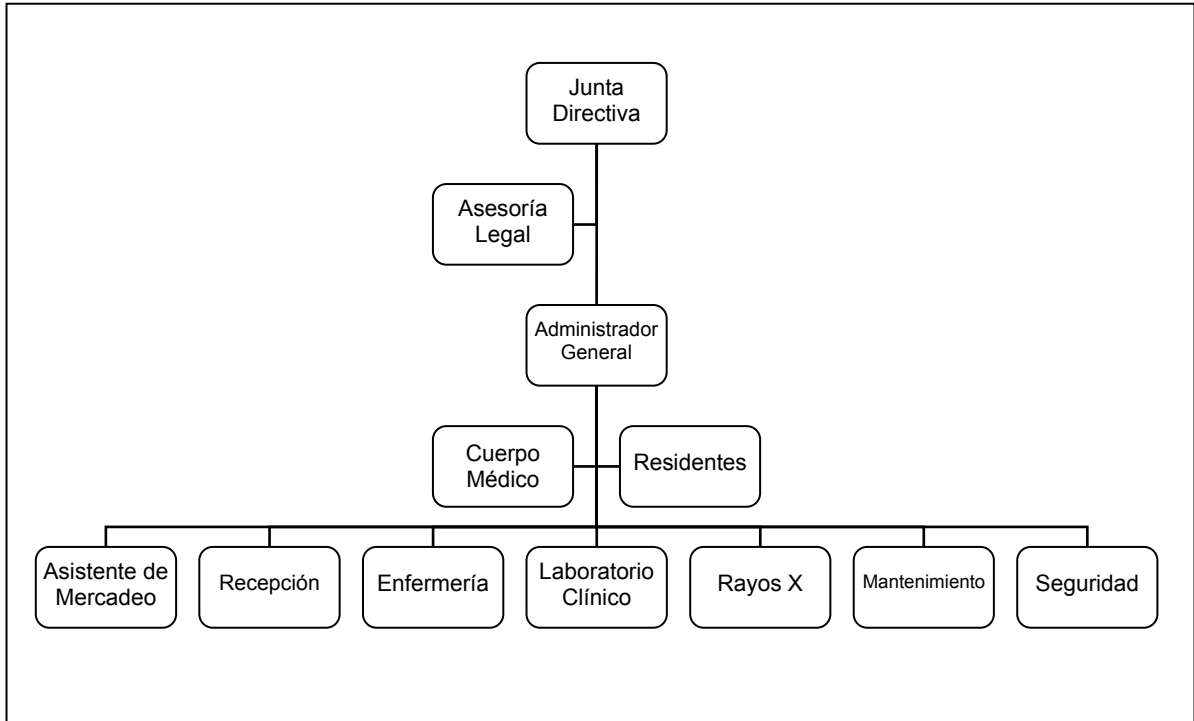 Junta
Directiva
Asesoría
Legal
Administrador
General
Cuerpo
Médico
Residentes
Asistente de
Mercadeo
Recepción
Enfermería
Laboratorio
Clínico
Rayos X
Mantenimiento
Seguridad